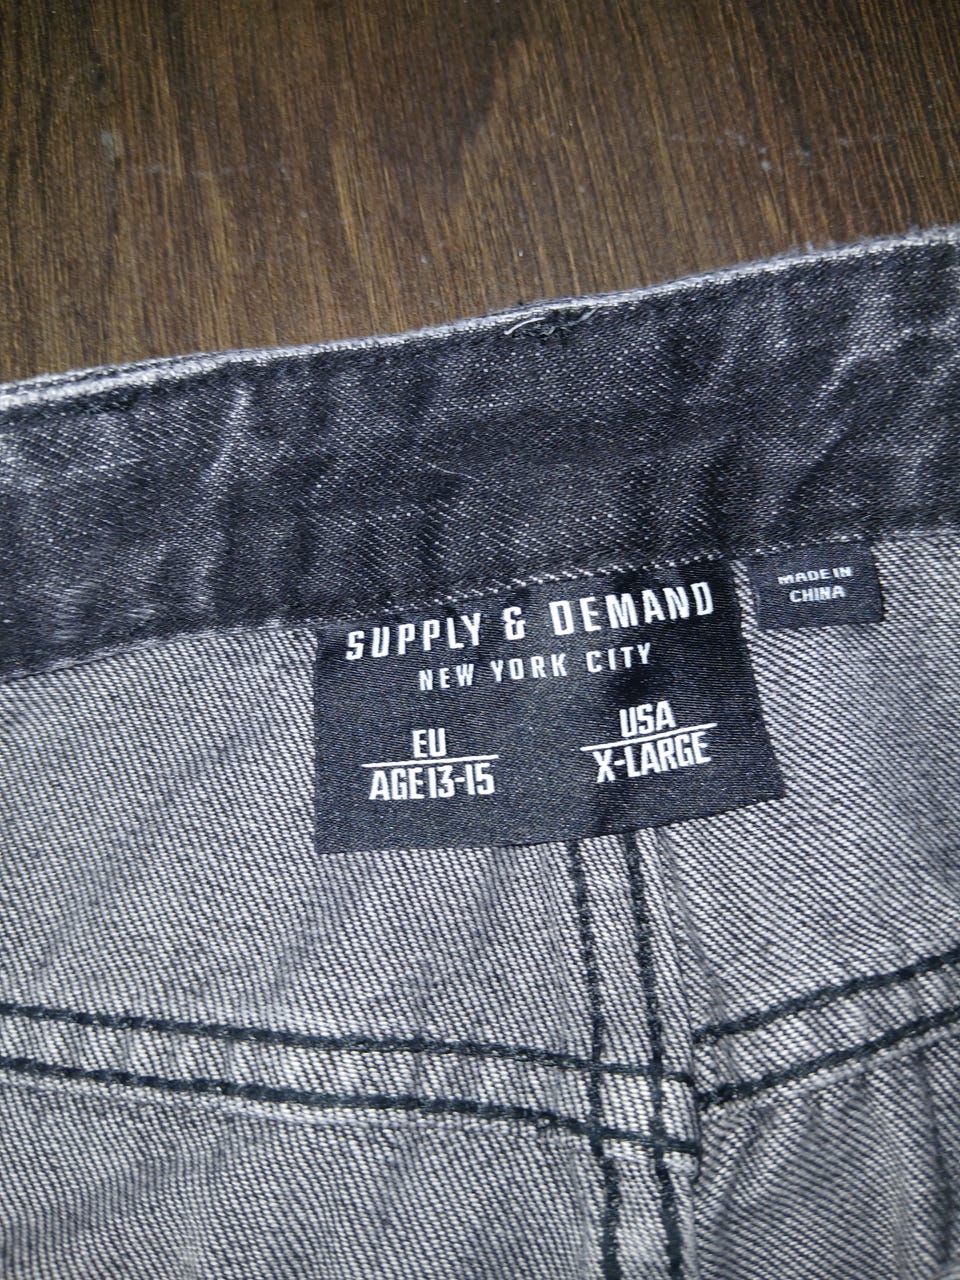 SUPPLY & DEMAND
NEW YORK CITY
EU
AGE 13-15
USA
X-LARGE
MADE IN
CHINA